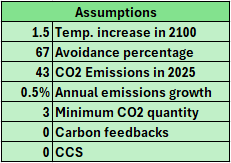 Assumptions
1.5 Temp. increase in 2100
67 Avoidance percentage
43 CO2 Emissions in 2025
0.5% Annual emissions growth
3 Minimum CO2 quantity
0 Carbon feedbacks
0 CCS